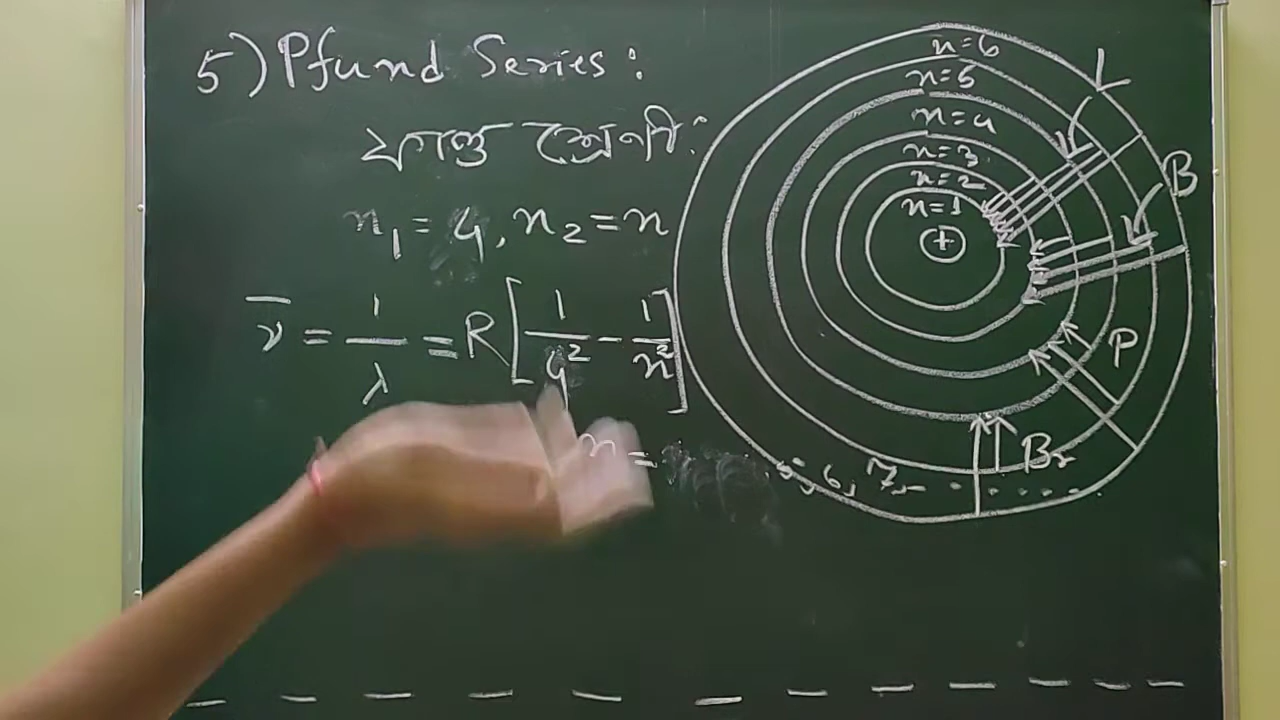 5) Pfund Series:
ফান্ড শ্রেণী:
n₁ = 4, n₂ = n
ν̅ = 1/λ = R[1/4² - 1/n²]
n = 5, 6, 7, - - . . . .
n=6
n=5
n=4
n=3
n=2
n=1
+
L
B
P
Br